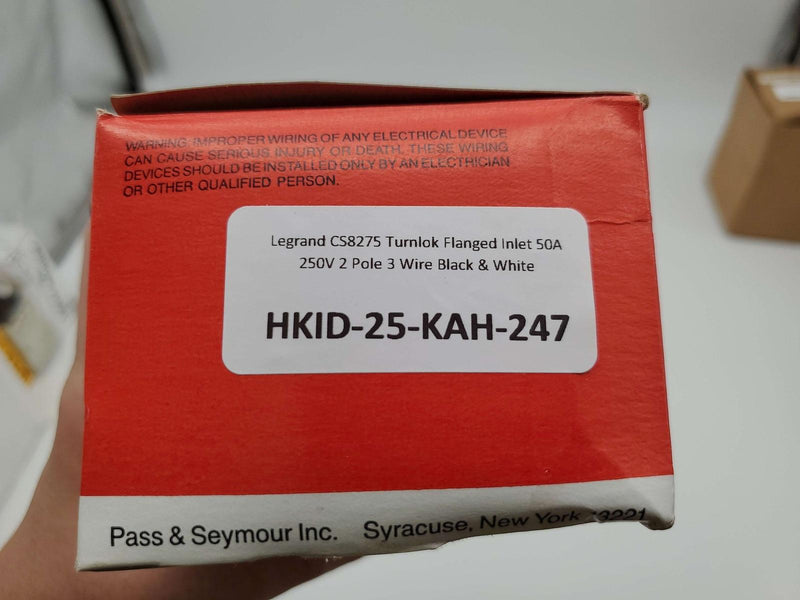 WARNING: IMPROPER WIRING OF ANY ELECTRICAL DEVICE
CAN CAUSE SERIOUS INJURY OR DEATH. THESE WIRING
DEVICES SHOULD BE INSTALLED ONLY BY AN ELECTRICIAN
OR OTHER QUALIFIED PERSON.
Legrand CS8275 Turnlok Flanged Inlet 50A
250V 2 Pole 3 Wire Black & White
HKID-25-KAH-247
Pass & Seymour Inc. Syracuse, New York 13221